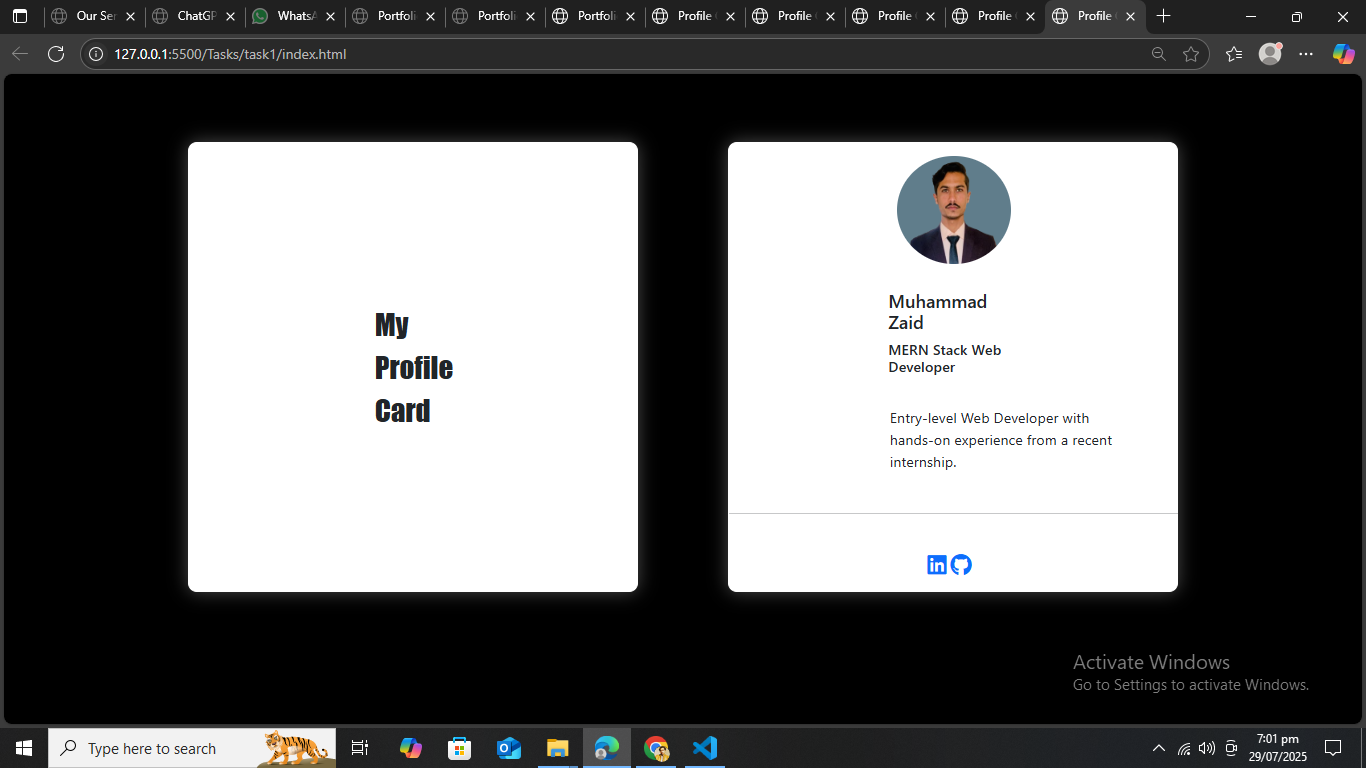 Our Ser
ChatGP
WhatsA
Portfoli
Portfoli
Portfoli
Profile
Profile
Profile
Profile
Profile
127.0.0.1:5500/Tasks/task1/index.html
My
Profile
Card
Muhammad
Zaid
MERN Stack Web
Developer
Entry-level Web Developer with
hands-on experience from a recent
internship.
in
Activate Windows
Go to Settings to activate Windows.
Type here to search
7:01 pm
29/07/2025